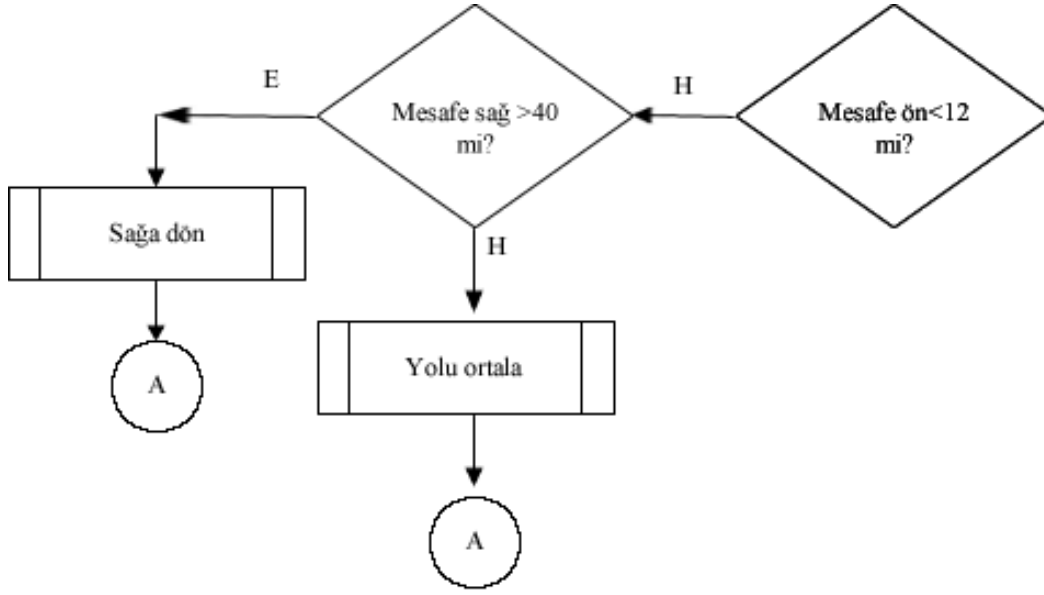 E
H
Mesafe sağ >40
mi?
Mesafe ön<12
mi?
Sağa dön
H
A
Yolu ortala
A